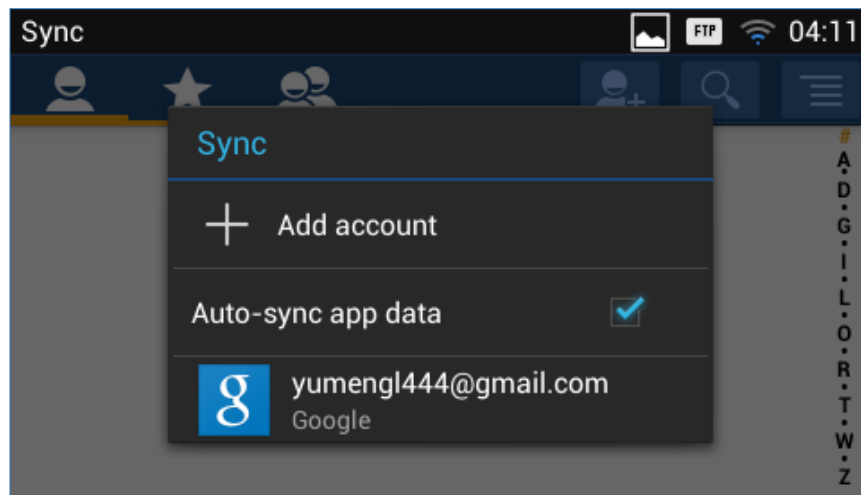 Sync
FTP
04:11
Sync
Add account
Auto-sync app data
g
yumengl444@gmail.com
Google
#
A
D
G
I
L
O
R
T
W
Z